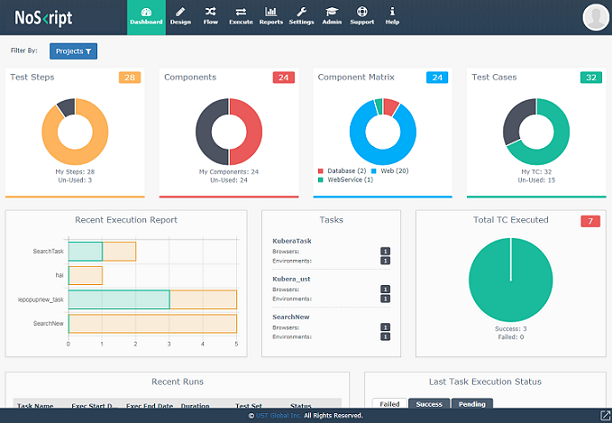 NoScript
Dashboard Design Flow Execute Reports Settings Admin Support Help
Filter By: Projects
Test Steps 28
My Steps: 28
Un-Used: 3
Components 24
My Components: 24
Un-Used: 24
Component Matrix 24
Database (2) Web (20)
WebService (1)
Test Cases 32
My TC: 32
Un-Used: 15
Recent Execution Report
SearchTask
hai
iepopupnew_task
SearchNew
0 1 2 3 4 5
Tasks
KuberaTask
Browsers: 1
Environments: 1
Kubera_ust
Browsers: 1
Environments: 1
SearchNew
Browsers: 1
Environments: 1
Total TC Executed 7
Success: 3
Failed: 0
Recent Runs
Task Name Exec Start D... Exec End Date Duration Test Set Status
Last Task Execution Status
Failed Success Pending
© UST Global Inc. All Rights Reserved.